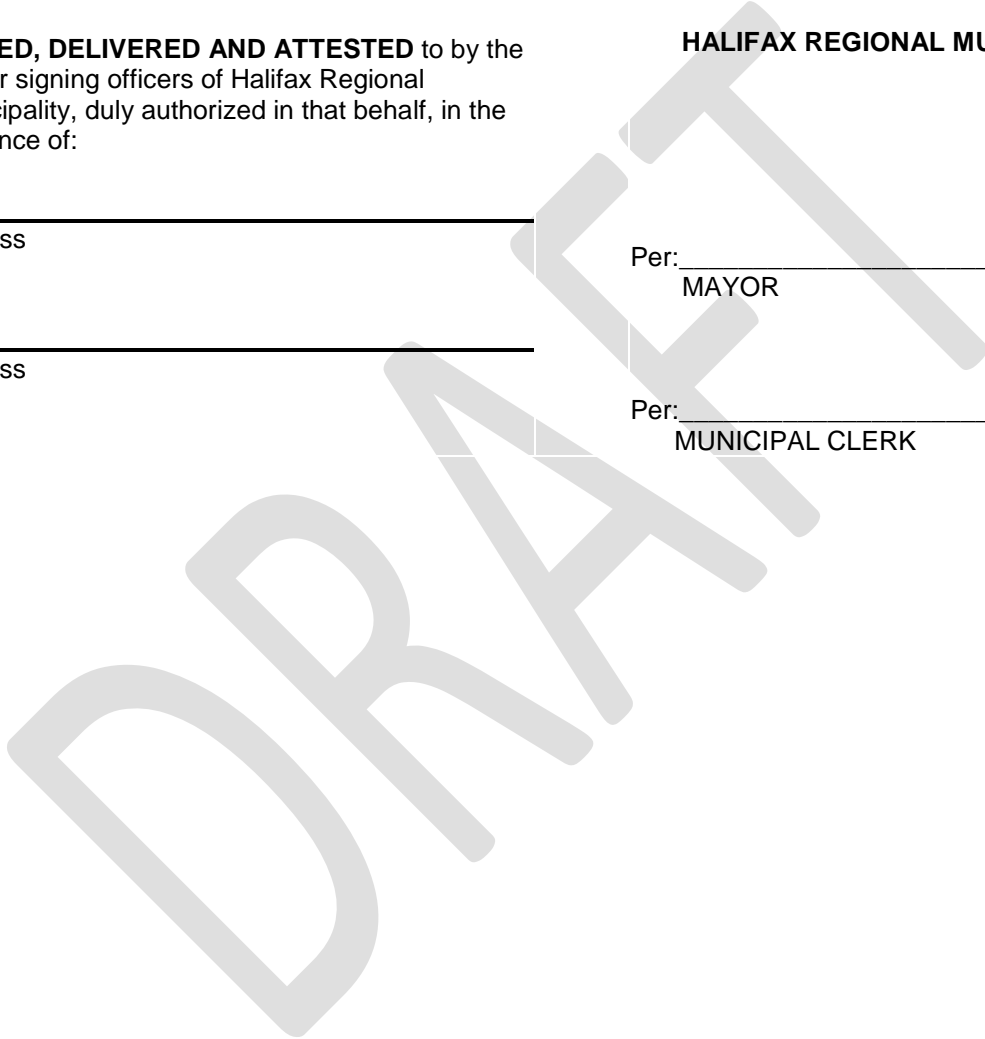 ED, DELIVERED AND ATTESTED to by the
r signing officers of Halifax Regional
cipality, duly authorized in that behalf, in the
nce of:
ss
ss
HALIFAX REGIONAL MU
Per:
MAYOR
Per:
MUNICIPAL CLERK
DRAFT